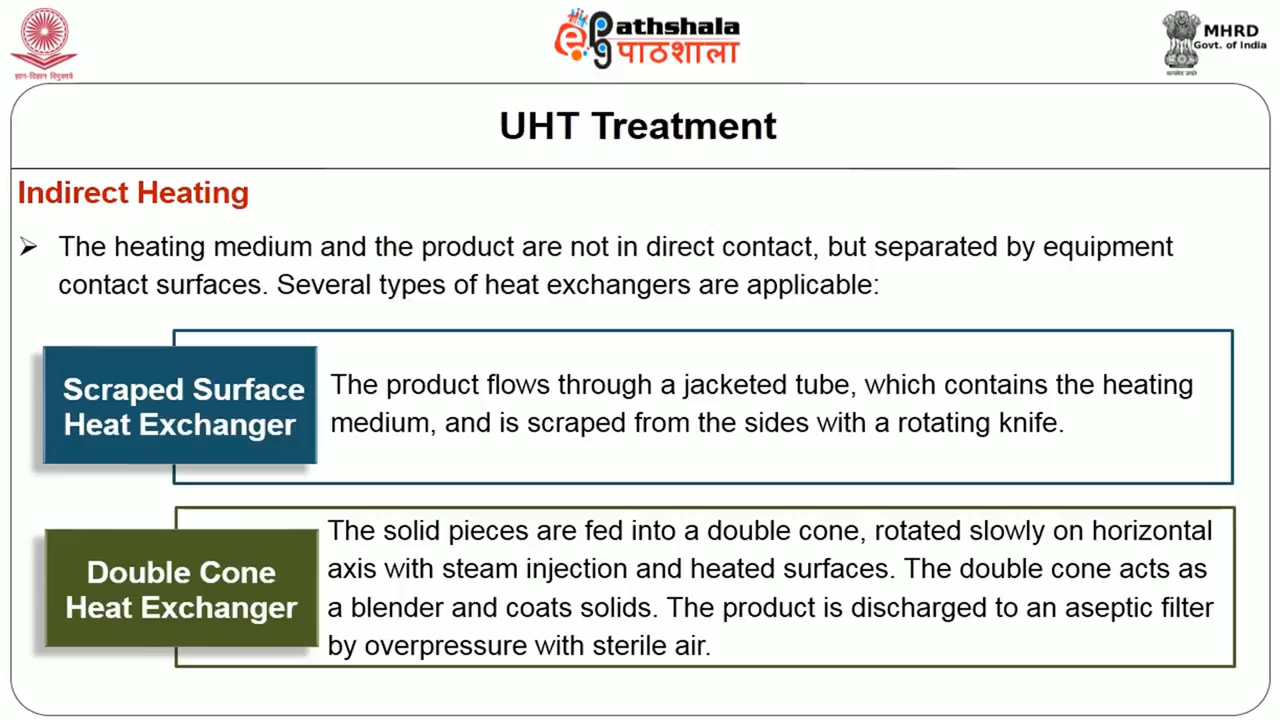 ज्ञान-विज्ञान विमुक्तये
ePathshala
पाठशाला
MHRD
Govt. of India
सत्यमेव जयते
UHT Treatment
Indirect Heating
The heating medium and the product are not in direct contact, but separated by equipment
contact surfaces. Several types of heat exchangers are applicable:
Scraped Surface
Heat Exchanger
The product flows through a jacketed tube, which contains the heating
medium, and is scraped from the sides with a rotating knife.
Double Cone
Heat Exchanger
The solid pieces are fed into a double cone, rotated slowly on horizontal
axis with steam injection and heated surfaces. The double cone acts as
a blender and coats solids. The product is discharged to an aseptic filter
by overpressure with sterile air.